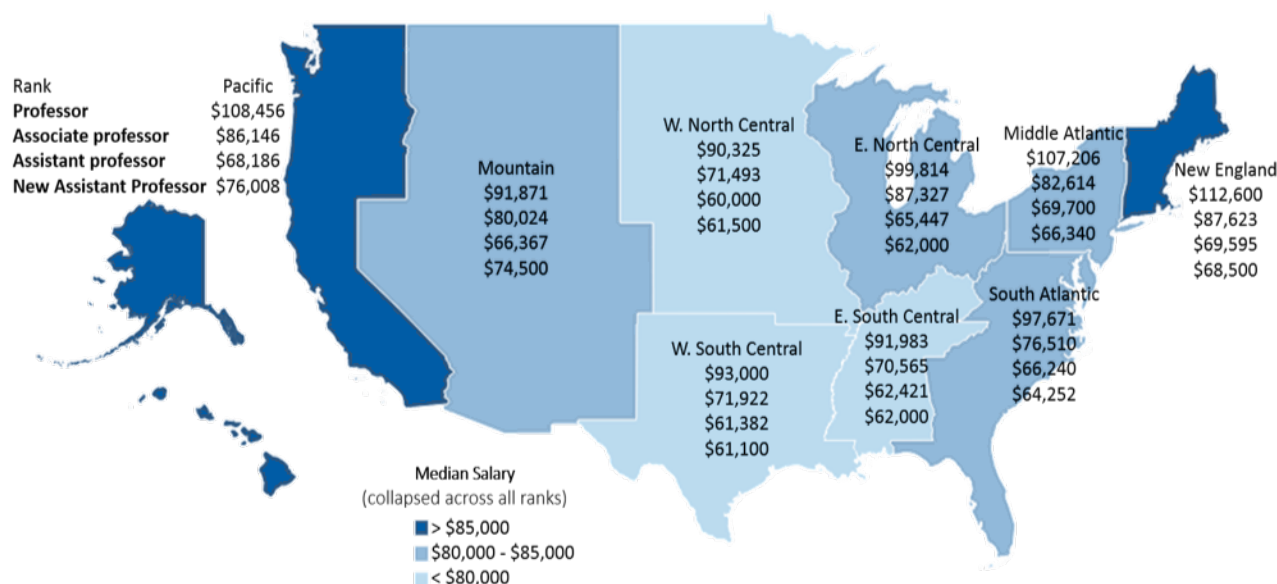 Rank Pacific
Professor $108,456
Associate professor $86,146
Assistant professor $68,186
New Assistant Professor $76,008
Mountain
$91,871
$80,024
$66,367
$74,500
W. North Central
$90,325
$71,493
$60,000
$61,500
E. North Central
$99,814
$87,327
$65,447
$62,000
Middle Atlantic
$107,206
$82,614
$69,700
$66,340
New England
$112,600
$87,623
$69,595
$68,500
W. South Central
$93,000
$71,922
$61,382
$61,100
E. South Central
$91,983
$70,565
$62,421
$62,000
South Atlantic
$97,671
$76,510
$66,240
$64,252
Median Salary
(collapsed across all ranks)
> $85,000
$80,000 - $85,000
< $80,000